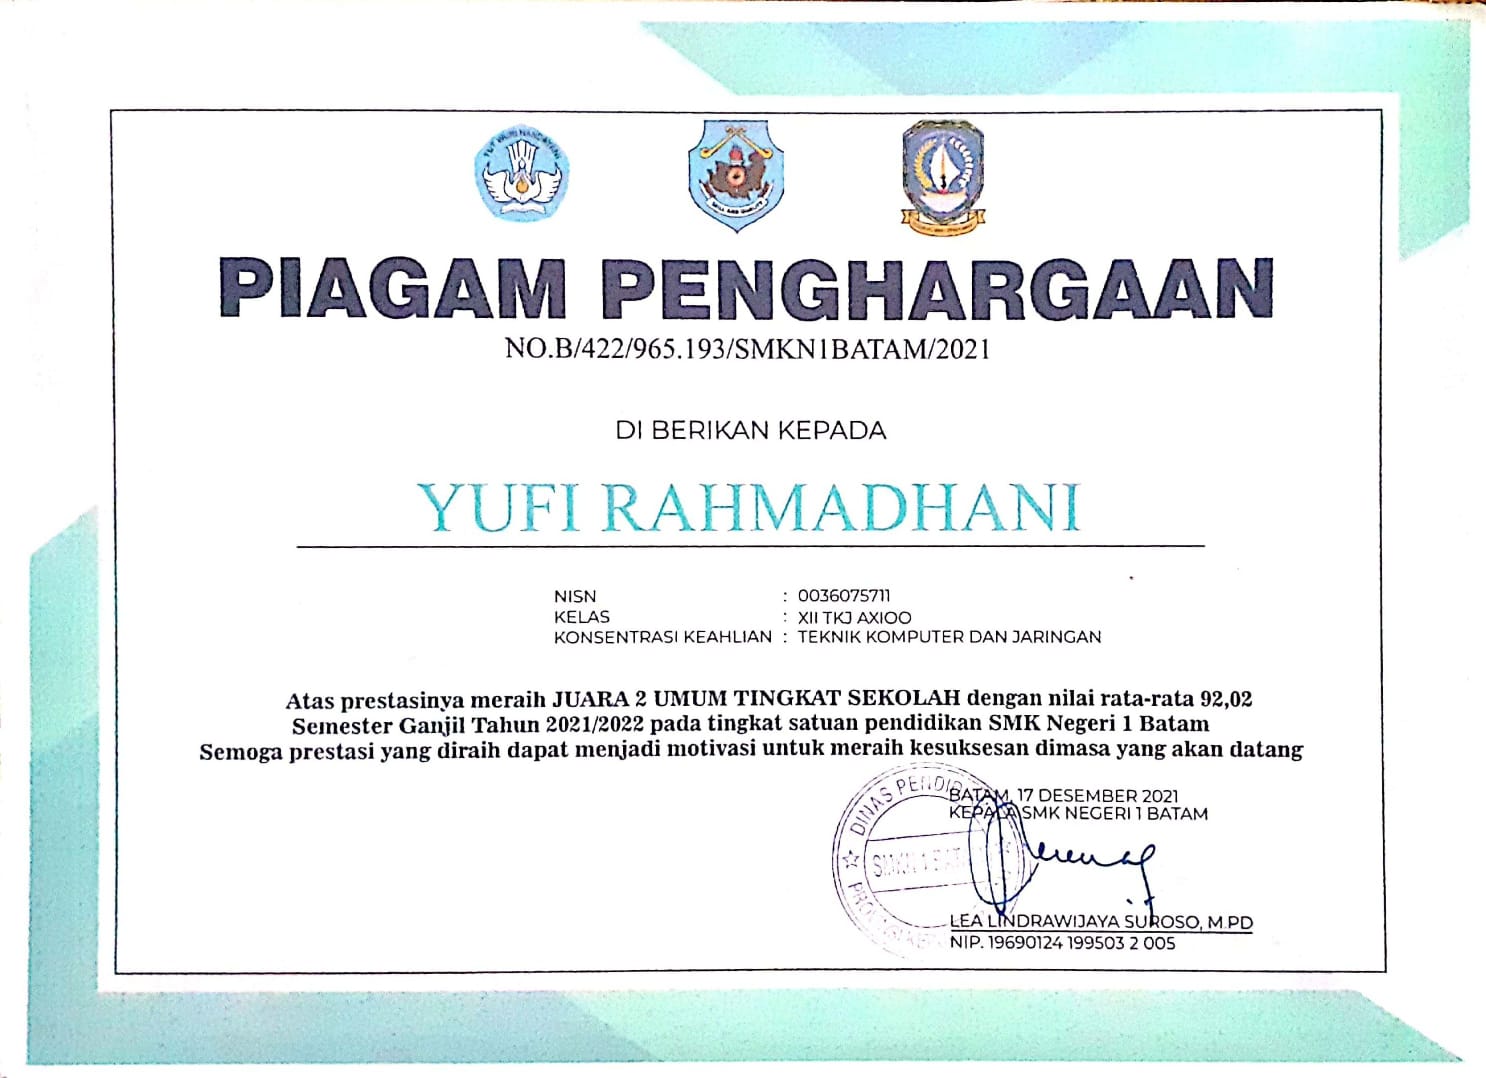 TUT WURI HANDAYANI
SKILL AND QUALITY
PIAGAM PENGHARGAAN
NO.B/422/965.193/SMKN1BATAM/2021
DI BERIKAN KEPADA
YUFI RAHMADHANI
NISN : 0036075711
KELAS : XII TKJ AXIOO
KONSENTRASI KEAHLIAN : TEKNIK KOMPUTER DAN JARINGAN
Atas prestasinya meraih JUARA 2 UMUM TINGKAT SEKOLAH dengan nilai rata-rata 92,02
Semester Ganjil Tahun 2021/2022 pada tingkat satuan pendidikan SMK Negeri 1 Batam
Semoga prestasi yang diraih dapat menjadi motivasi untuk meraih kesuksesan dimasa yang akan datang
BATAM, 17 DESEMBER 2021
KEPALA SMK NEGERI 1 BATAM
DINAS
SMKN 1
LEA LINDRAWIJAYA SUROSO, M.PD
NIP. 19690124 199503 2 005